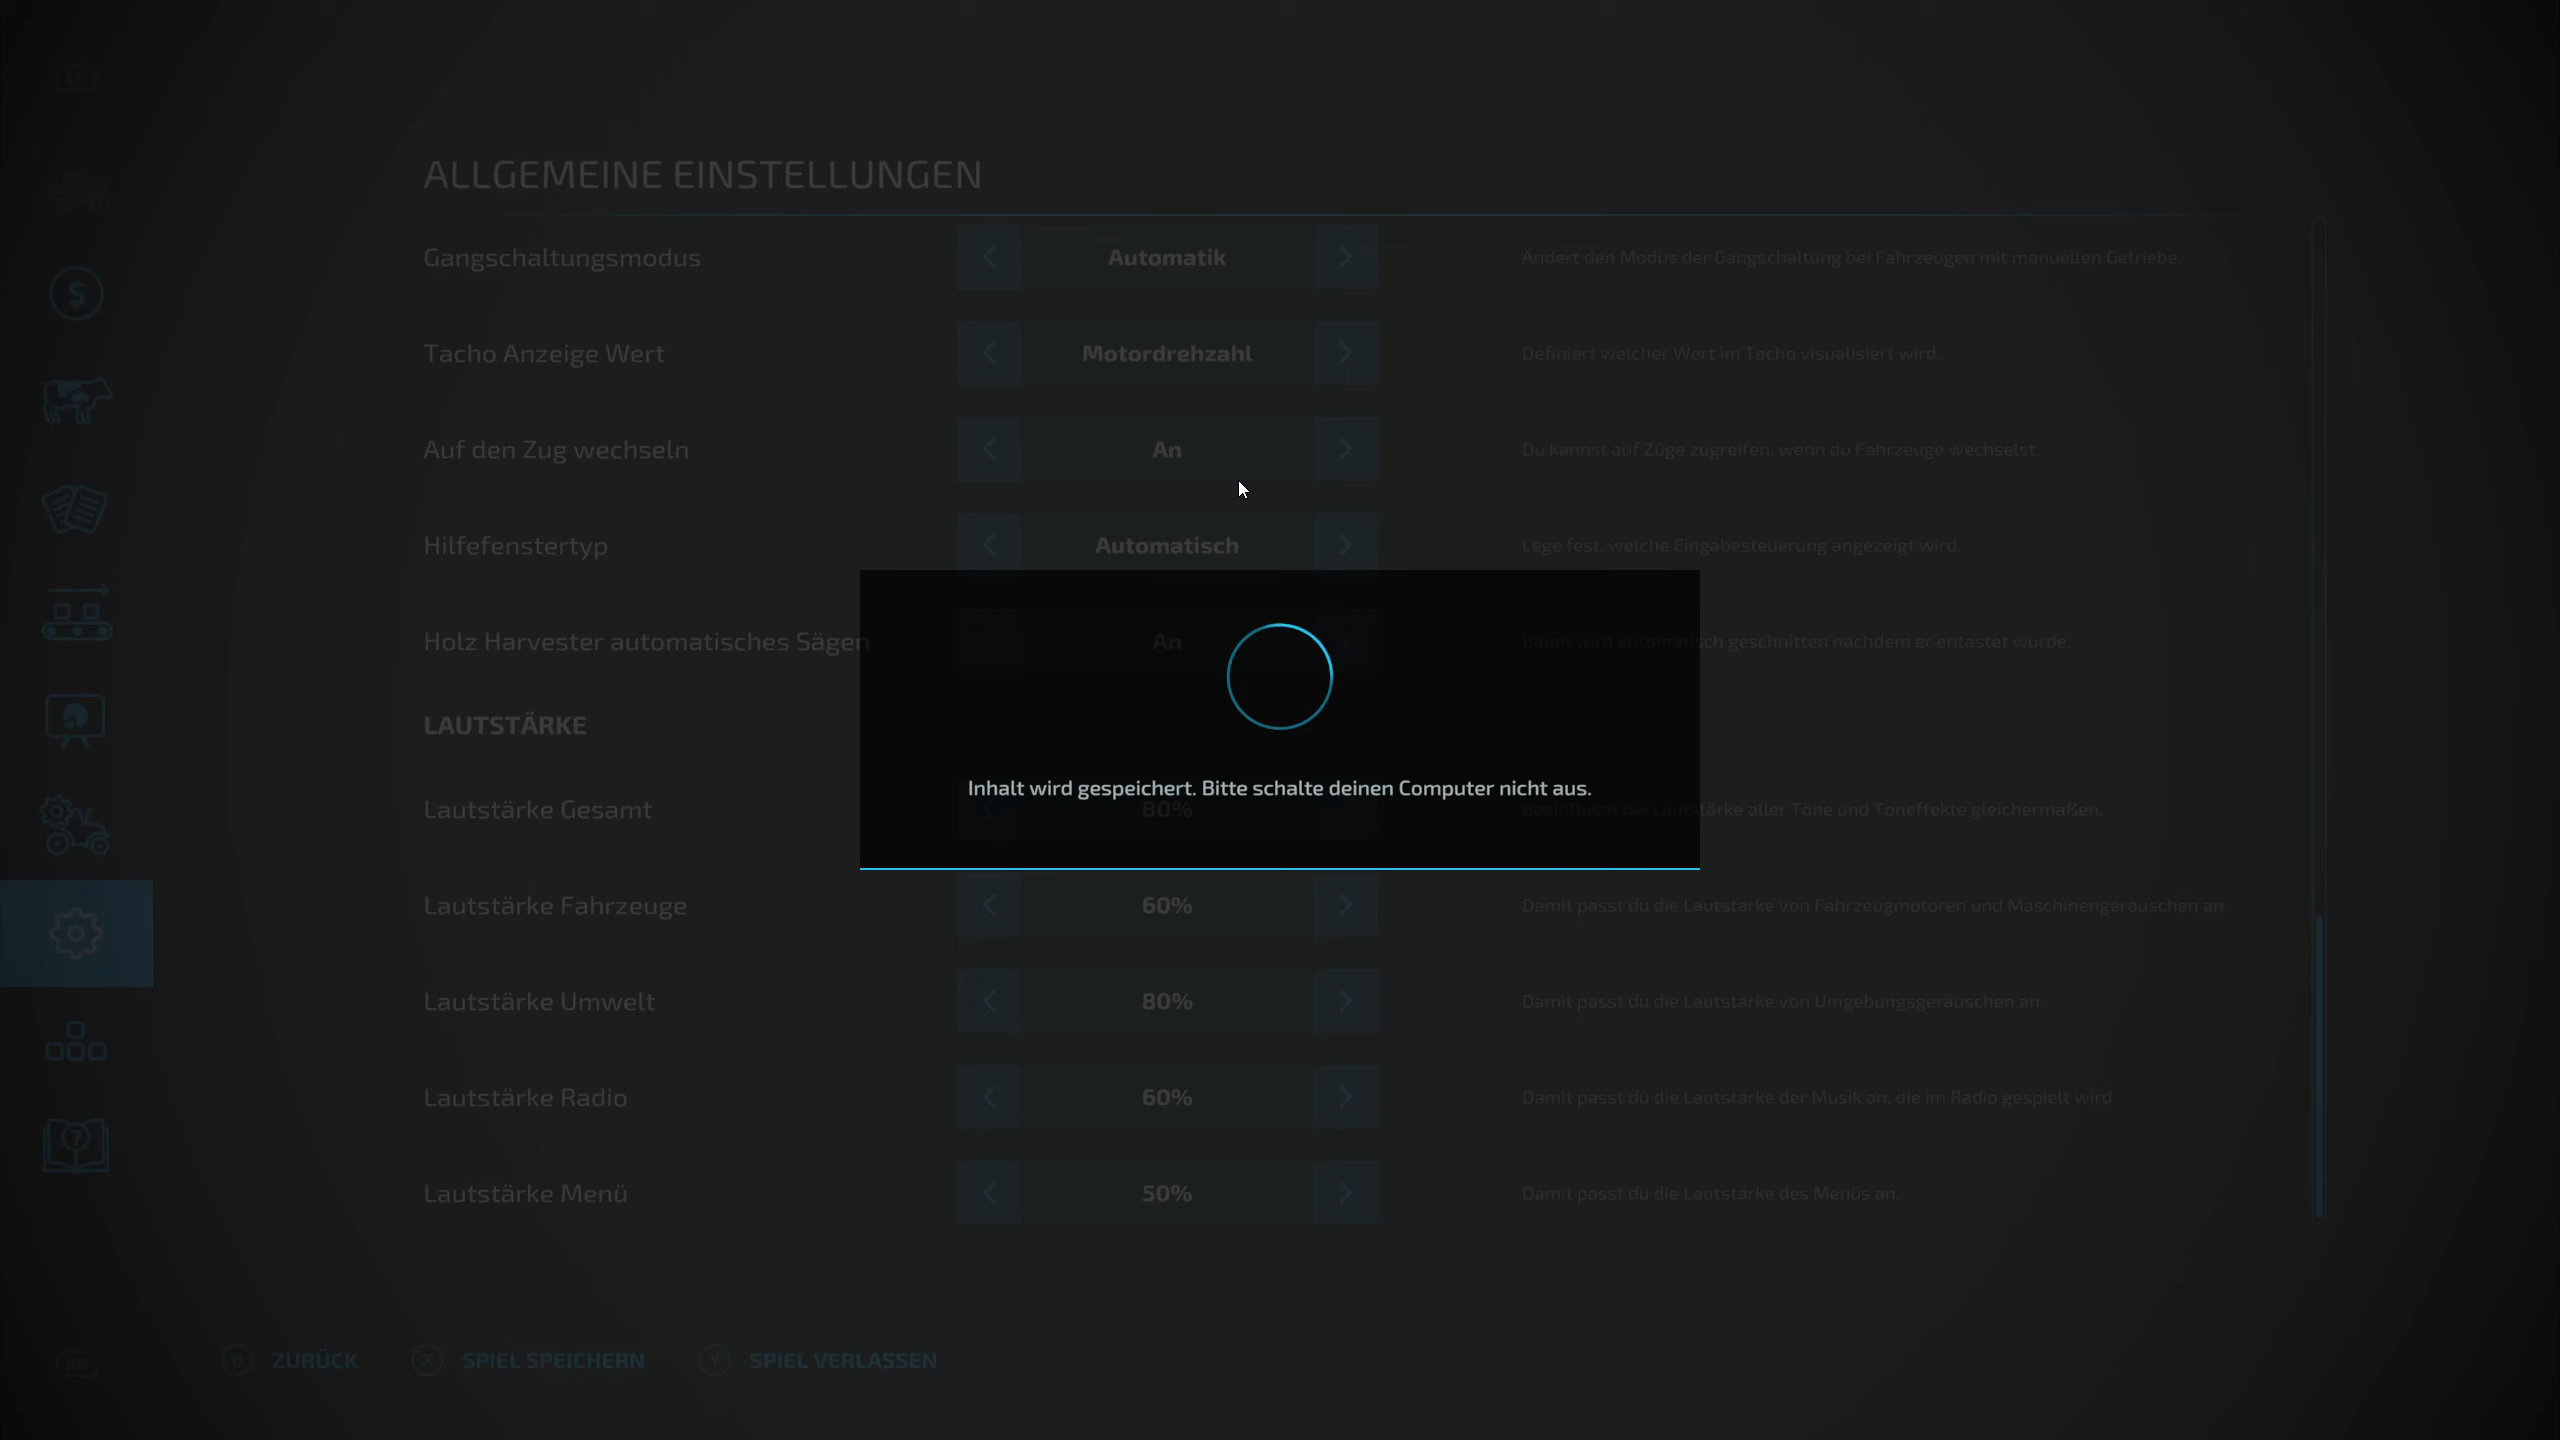 ALLGEMEINE EINSTELLUNGEN
Gangschaltungsmodus Automatik Ändert den Modus der Gangschaltung bei Fahrzeugen mit manuellen Getriebe.
Tacho Anzeige Wert Motordrehzahl Definiert welcher Wert im Tacho visualisiert wird.
Auf den Zug wechseln An Du kannst auf Züge zugreifen, wenn du Fahrzeuge wechselst.
Hilfefenstertyp Automatisch Lege fest, welche Eingabesteuerung angezeigt wird.
Holz Harvester automatisches Sägen An Baum wird automatisch geschnitten nachdem er entastet wurde.
LAUTSTÄRKE
Inhalt wird gespeichert. Bitte schalte deinen Computer nicht aus.
Lautstärke Gesamt 80% Beeinflusst die Lautstärke aller Töne und Toneffekte gleichermaßen.
Lautstärke Fahrzeuge 60% Damit passt du die Lautstärke von Fahrzeugmotoren und Maschinengeräuschen an.
Lautstärke Umwelt 80% Damit passt du die Lautstärke von Umgebungsgeräuschen an.
Lautstärke Radio 60% Damit passt du die Lautstärke der Musik an, die im Radio gespielt wird
Lautstärke Menü 50% Damit passt du die Lautstärke des Menüs an.
B ZURÜCK X SPIEL SPEICHERN Y SPIEL VERLASSEN